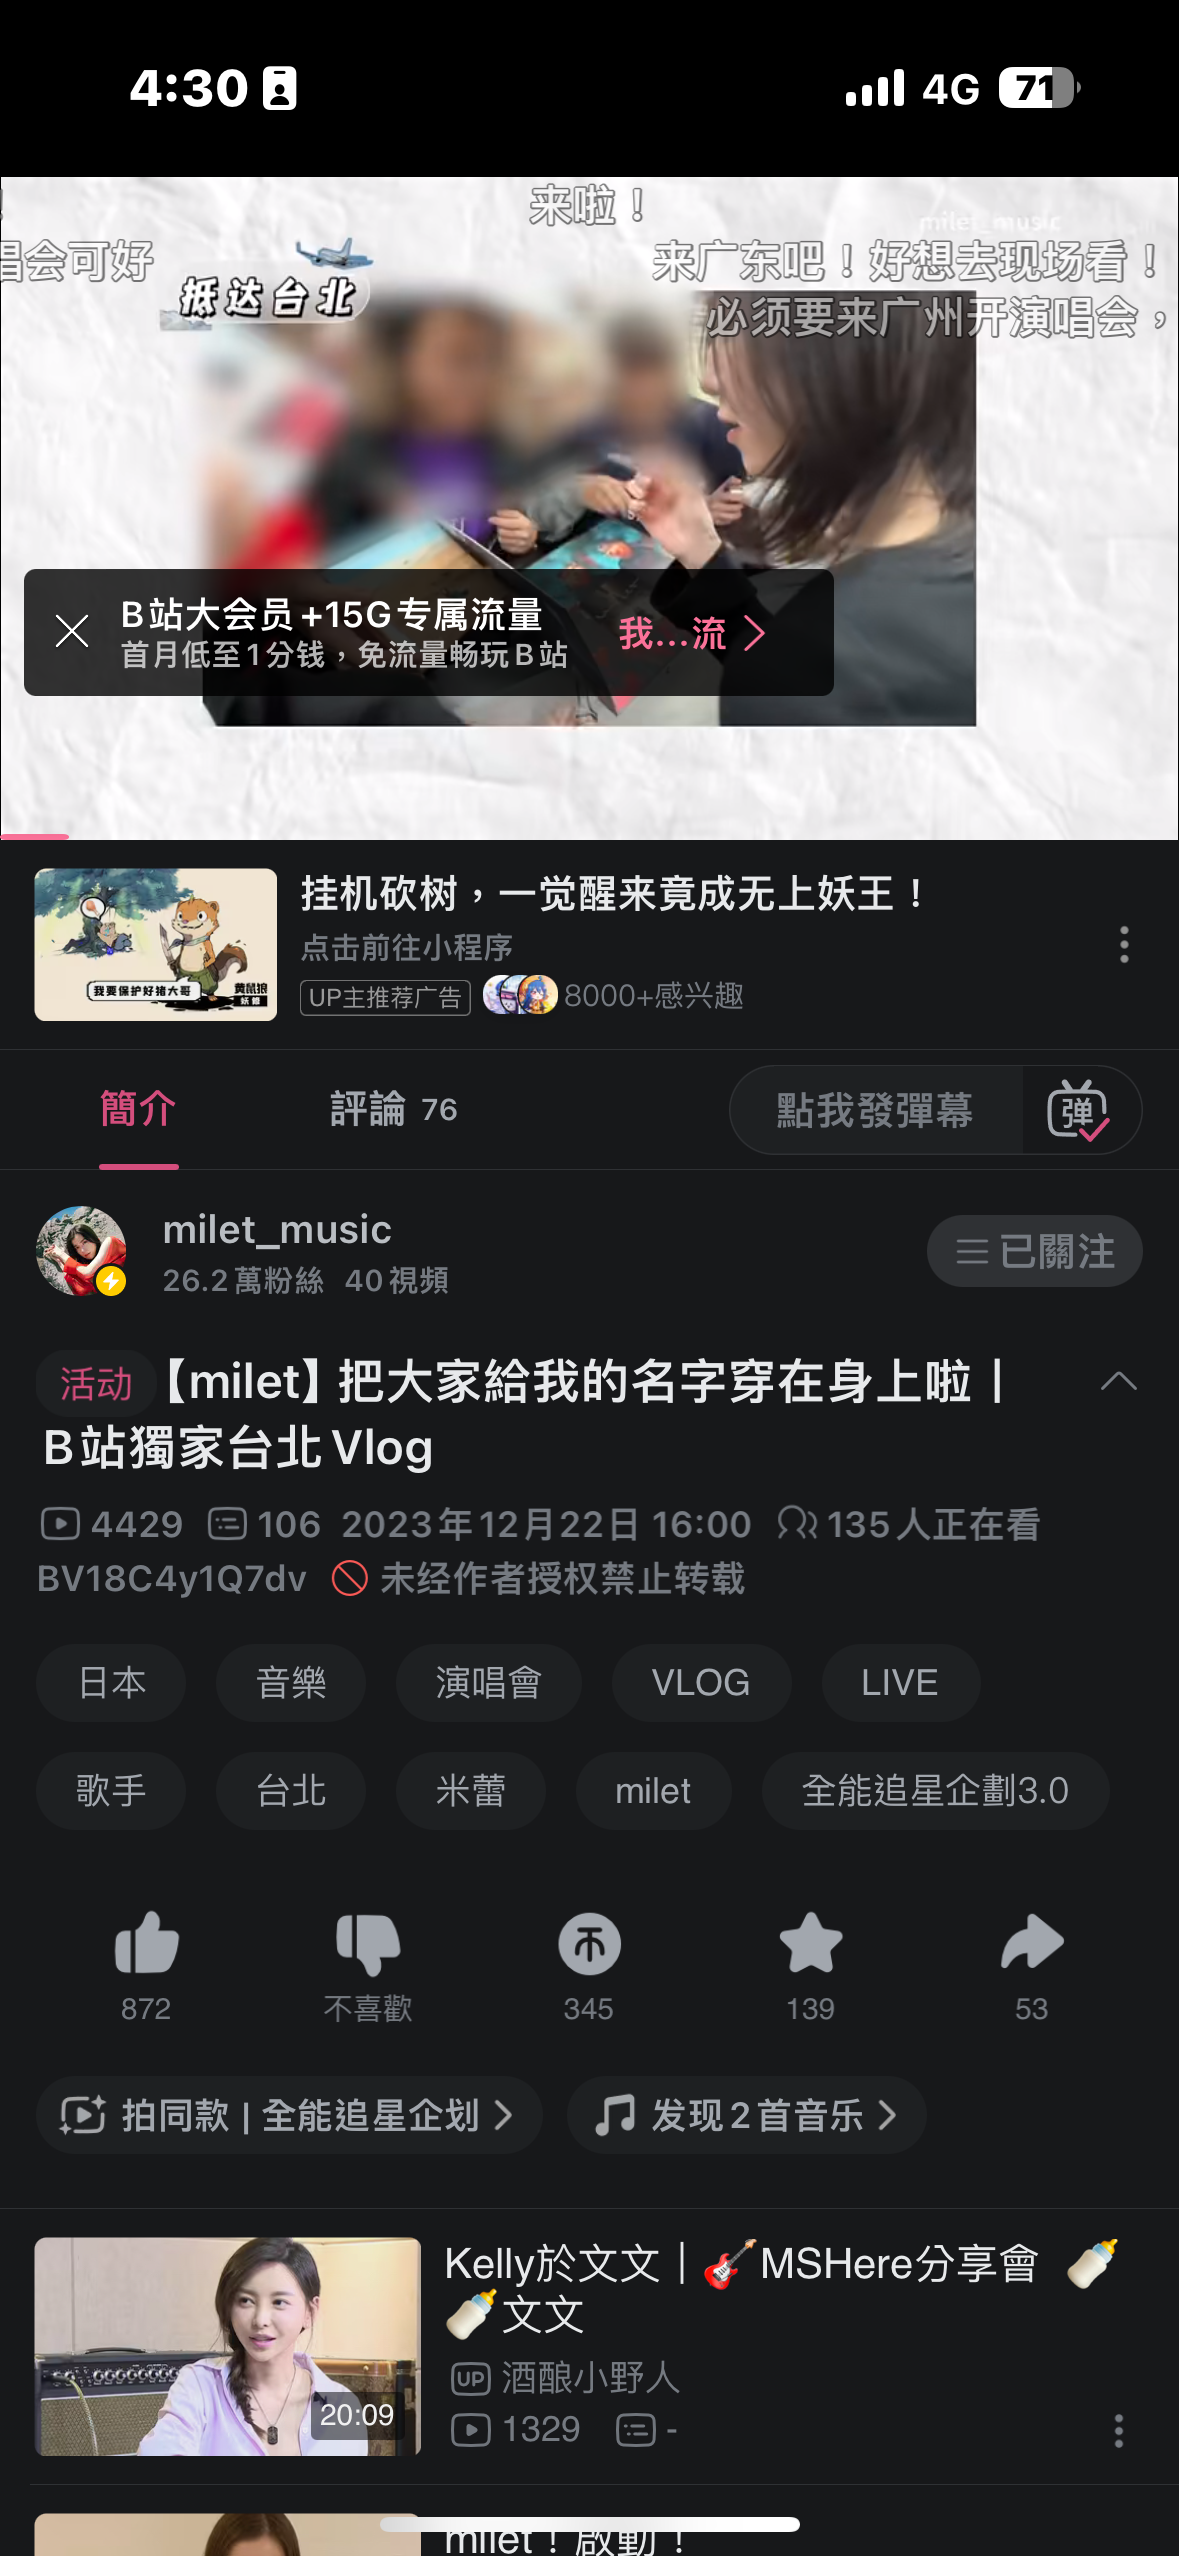 4:30
4G 71
!
来啦！
milet_music
唱会可好
来广东吧！好想去现场看！
抵达台北
必须要来广州开演唱会，
B站大会员+15G专属流量
首月低至1分钱，免流量畅玩B站
我...流
挂机砍树，一觉醒来竟成无上妖王！
点击前往小程序
UP主推荐广告 8000+感兴趣
我要保护好猪大哥
黄鼠狼
妖修
簡介
評論 76
點我發彈幕
弹
milet_music
26.2萬粉絲 40視頻
已關注
活动【milet】把大家給我的名字穿在身上啦丨
B站獨家台北Vlog
4429 106 2023年12月22日 16:00 135人正在看
BV18C4y1Q7dv 未经作者授权禁止转载
日本 音樂 演唱會 VLOG LIVE
歌手 台北 米蕾 milet 全能追星企劃3.0
872 不喜歡 345 139 53
拍同款 | 全能追星企划
发现2首音乐
Kelly於文文｜🎸MSHere分享會 🍼
🍼文文
UP 酒酿小野人
1329 -
20:09
milet！啟動！